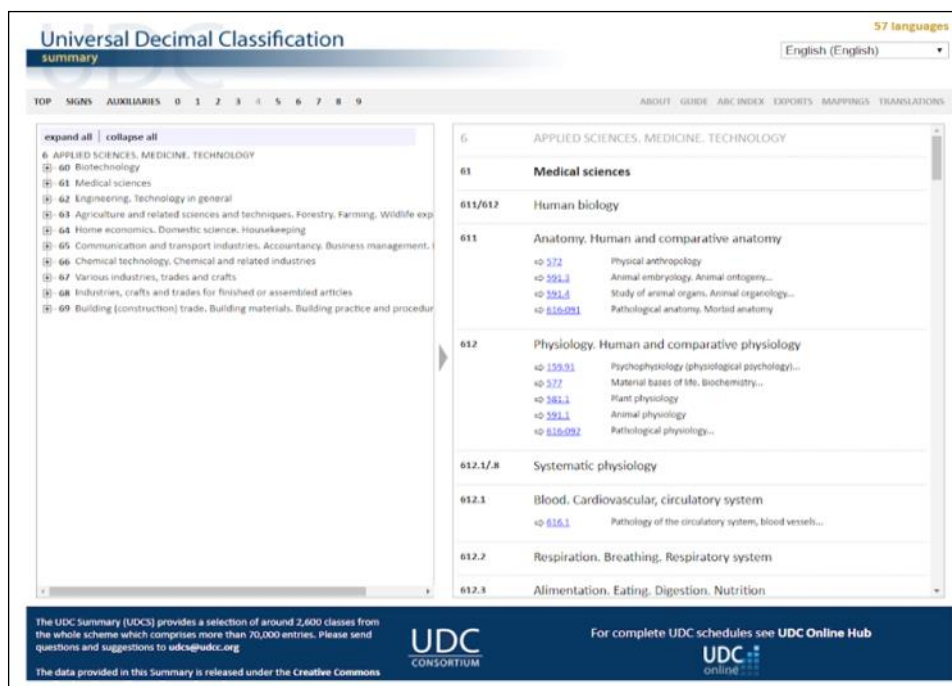 57 languages
Universal Decimal Classification
summary
English (English)
TOP SIGNS AUXILIARIES 0 1 2 3 4 5 6 7 8 9
ABOUT GUIDE ABC INDEX EXPORTS MAPPINGS TRANSLATIONS
expand all | collapse all
6 APPLIED SCIENCES. MEDICINE. TECHNOLOGY
60 Biotechnology
61 Medical sciences
62 Engineering. Technology in general
63 Agriculture and related sciences and techniques. Forestry. Farming. Wildlife exp
64 Home economics. Domestic science. Housekeeping
65 Communication and transport industries. Accountancy. Business management.
66 Chemical technology. Chemical and related industries
67 Various industries, trades and crafts
68 Industries, crafts and trades for finished or assembled articles
69 Building (construction) trade. Building materials. Building practice and procedur
6 APPLIED SCIENCES. MEDICINE. TECHNOLOGY
61 Medical sciences
611/612 Human biology
611 Anatomy. Human and comparative anatomy
⇨ 572 Physical anthropology
⇨ 591.3 Animal embryology. Animal ontogeny...
⇨ 591.4 Study of animal organs. Animal organology...
⇨ 616-091 Pathological anatomy. Morbid anatomy
612 Physiology. Human and comparative physiology
⇨ 159.91 Psychophysiology (physiological psychology)...
⇨ 577 Material bases of life. Biochemistry...
⇨ 581.1 Plant physiology
⇨ 591.1 Animal physiology
⇨ 616-092 Pathological physiology...
612.1/.8 Systematic physiology
612.1 Blood. Cardiovascular, circulatory system
⇨ 616.1 Pathology of the circulatory system, blood vessels...
612.2 Respiration. Breathing. Respiratory system
612.3 Alimentation. Eating. Digestion. Nutrition
The UDC Summary (UDCS) provides a selection of around 2,600 classes from
the whole scheme which comprises more than 70,000 entries. Please send
questions and suggestions to udcs@udcc.org
The data provided in this Summary is released under the Creative Commons
UDC
CONSORTIUM
For complete UDC schedules see UDC Online Hub
UDC
online